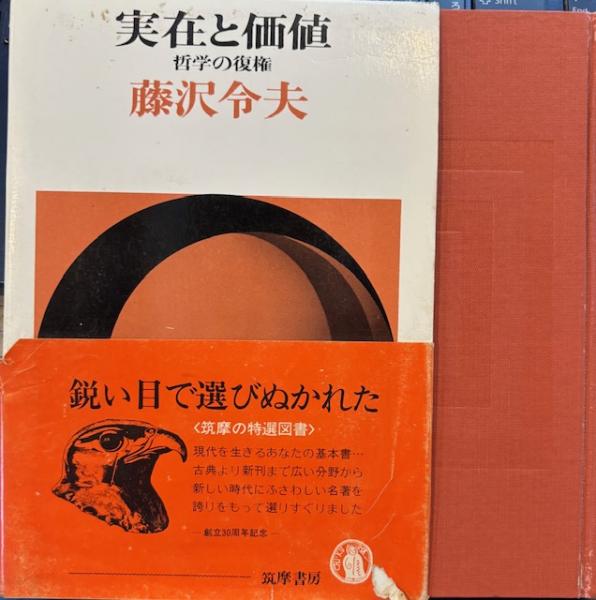 Shift
ろ
End
実在と価値
哲学の復権
藤沢令夫
鋭い目で選びぬかれた
〈筑摩の特選図書〉
現代を生きるあなたの基本書…
古典より新刊まで広い分野から
新しい時代にふさわしい名著を
誇りをもって選りすぐりました
—創立30周年記念—
筑摩書房